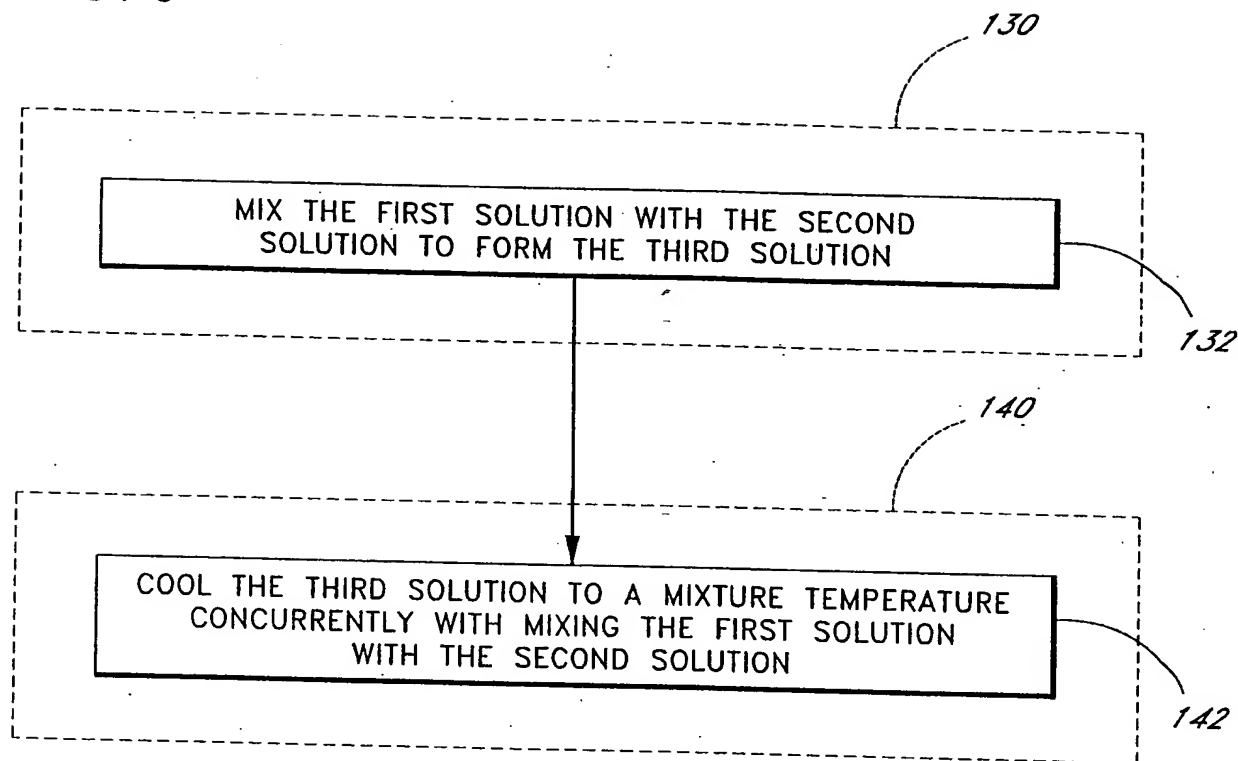 130
MIX THE FIRST SOLUTION WITH THE SECOND
SOLUTION TO FORM THE THIRD SOLUTION
132
140
COOL THE THIRD SOLUTION TO A MIXTURE TEMPERATURE
CONCURRENTLY WITH MIXING THE FIRST SOLUTION
WITH THE SECOND SOLUTION
142